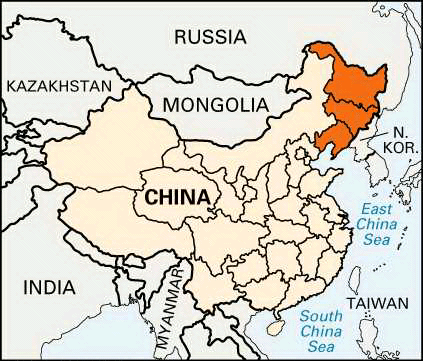 RUSSIA
KAZAKHSTAN
MONGOLIA
N.
KOR.
CHINA
East
China
Sea
INDIA
MYANMAR
TAIWAN
South
China Sea